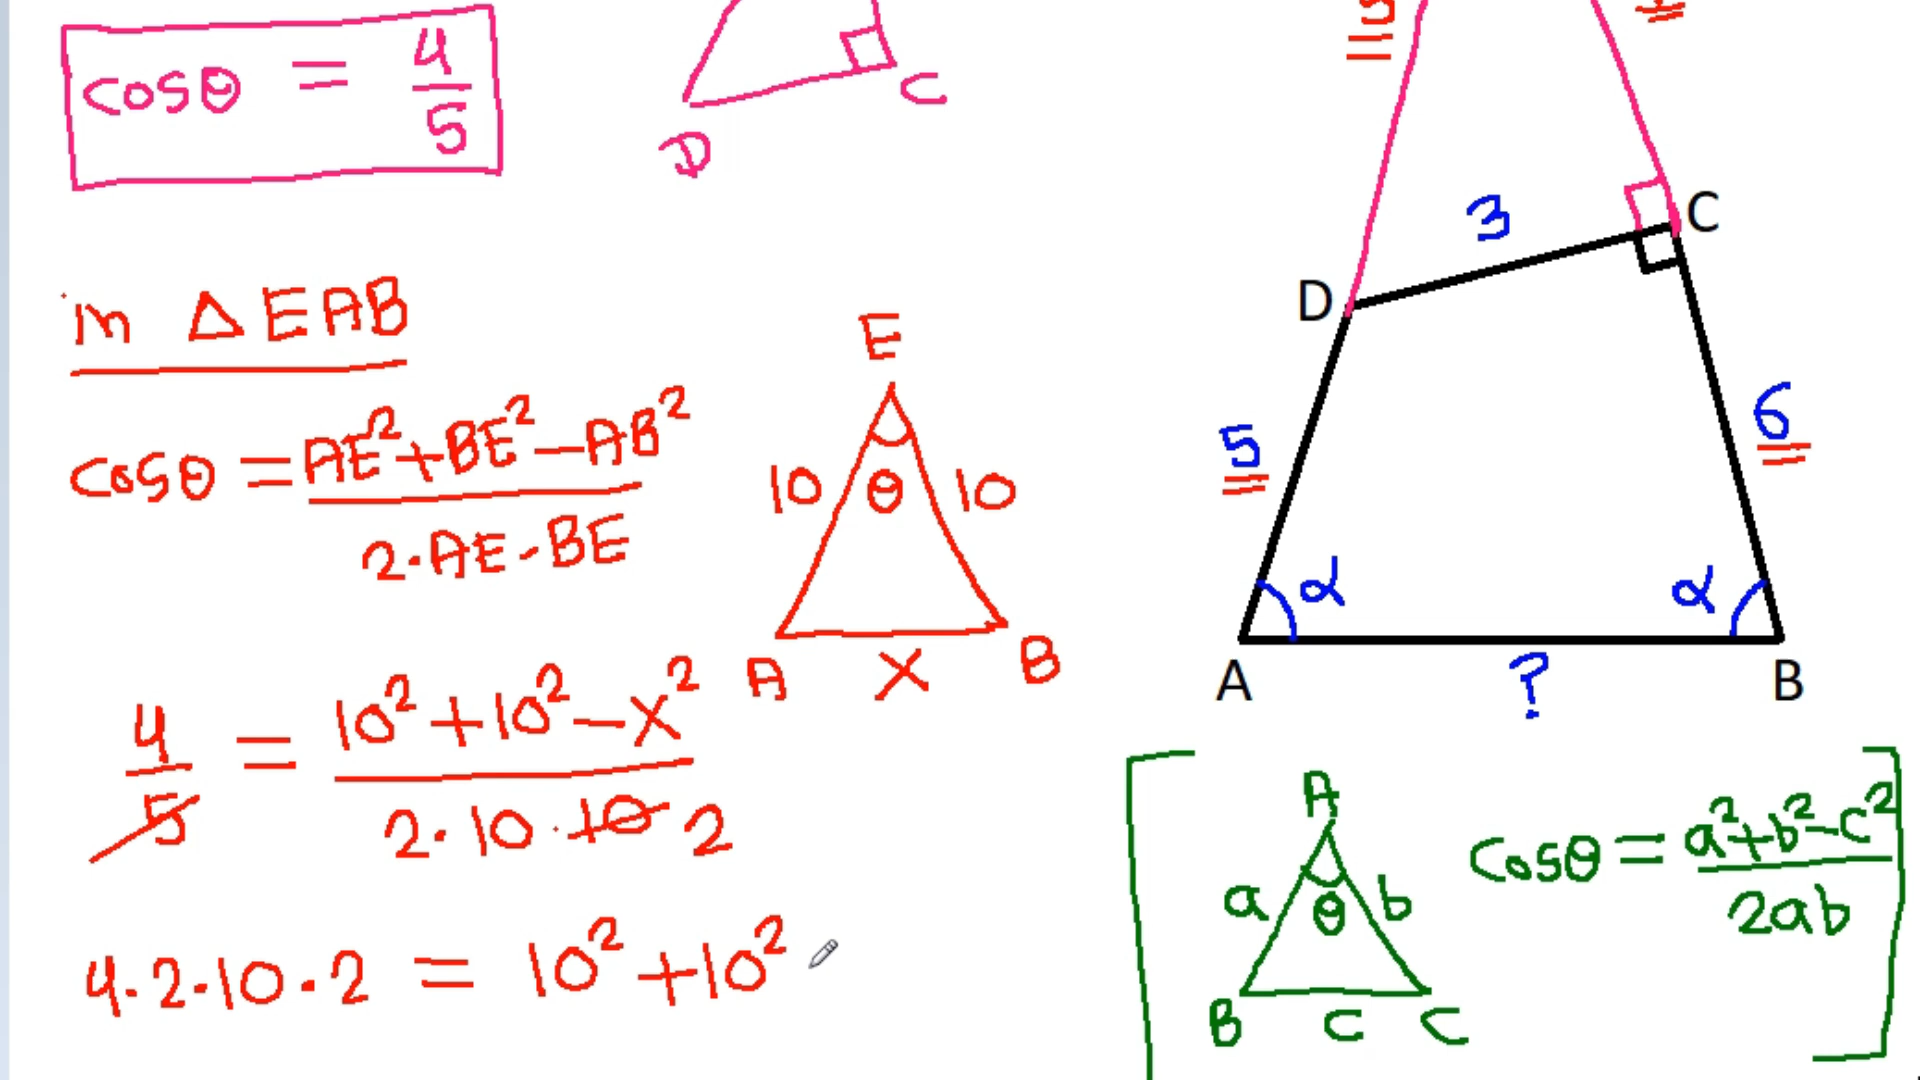 cosθ = 4/5
D
C
in ΔEAB
cosθ = AE²+BE²-AB² / 2·AE·BE
E
10
θ
10
A
X
B
4/5 = 10²+10²-x² / 2·10·10 2
4·2·10·2 = 10²+10²
5
C
3
D
5
6
α
α
A
?
B
A
a
θ
b
B
C
C
cosθ = a²+b²-c² / 2ab